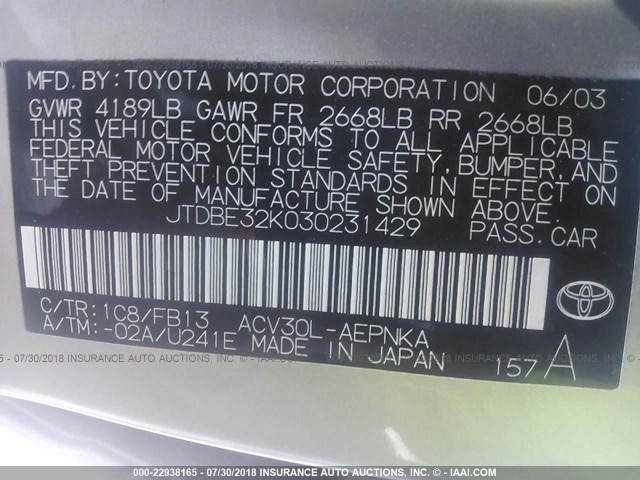 MFD. BY: TOYOTA MOTOR CORPORATION 06/03
GVWR 4189LB GAWR FR 2668LB RR 2668LB
THIS VEHICLE CONFORMS TO ALL APPLICABLE
FEDERAL MOTOR VEHICLE SAFETY, BUMPER, AND
THEFT PREVENTION STANDARDS IN EFFECT ON
THE DATE OF MANUFACTURE SHOWN ABOVE.
JTDBE32K030231429 PASS. CAR
C/TR: 1C8/FB13 ACV30L-AEPNKA
A/TM: -02A/U241E MADE IN JAPAN 157A
000-22938165 - 07/30/2018 INSURANCE AUTO AUCTIONS, INC. - © IAAI.COM